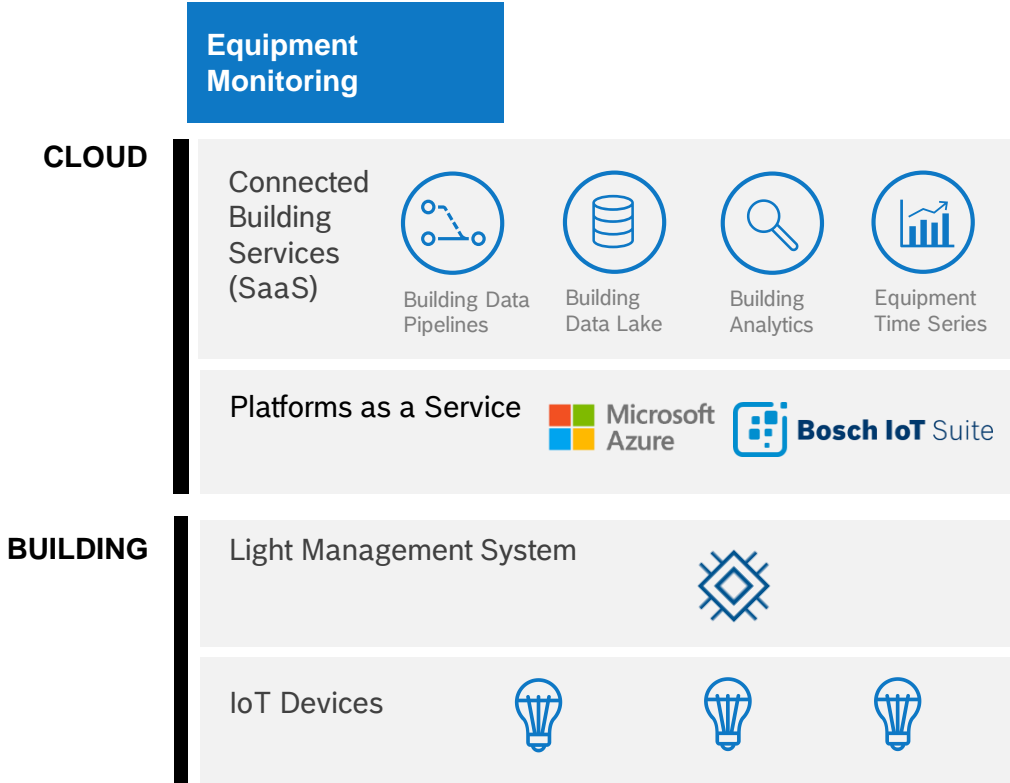 Equipment
Monitoring
CLOUD
Connected
Building
Services
(SaaS)
Building Data
Pipelines
Building
Data Lake
Building
Analytics
Equipment
Time Series
Platforms as a Service
Microsoft
Azure
Bosch IoT Suite
BUILDING
Light Management System
IoT Devices